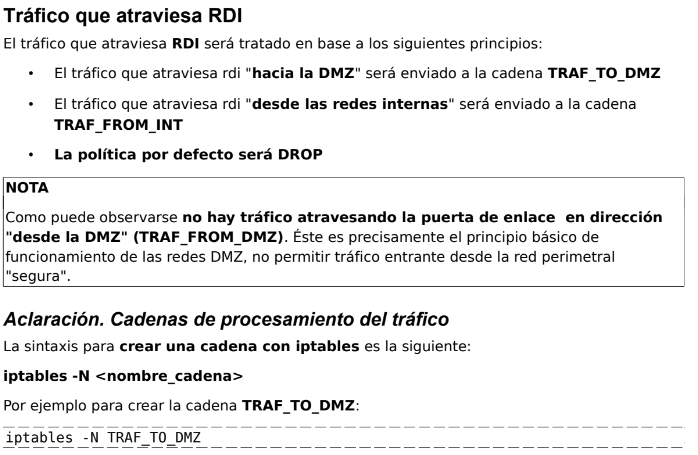 Tráfico que atraviesa RDI
El tráfico que atraviesa RDI será tratado en base a los siguientes principios:
• El tráfico que atraviesa rdi "hacia la DMZ" será enviado a la cadena TRAF_TO_DMZ
• El tráfico que atraviesa rdi "desde las redes internas" será enviado a la cadena
TRAF_FROM_INT
• La política por defecto será DROP
NOTA
Como puede observarse no hay tráfico atravesando la puerta de enlace  en dirección
"desde la DMZ" (TRAF_FROM_DMZ). Éste es precisamente el principio básico de
funcionamiento de las redes DMZ, no permitir tráfico entrante desde la red perimetral
"segura".
Aclaración. Cadenas de procesamiento del tráfico
La sintaxis para crear una cadena con iptables es la siguiente:
iptables -N <nombre_cadena>
Por ejemplo para crear la cadena TRAF_TO_DMZ:
iptables -N TRAF_TO_DMZ